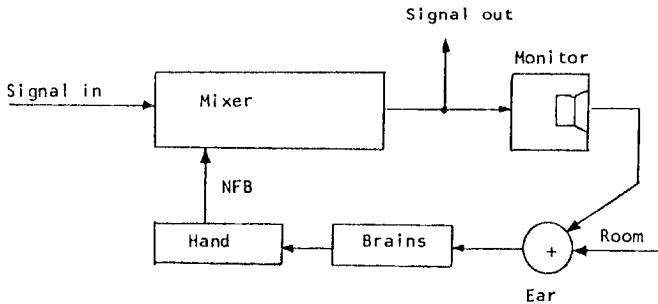 Signal out
Monitor
Signal in
Mixer
NFB
Hand
Brains
+
Room
Ear